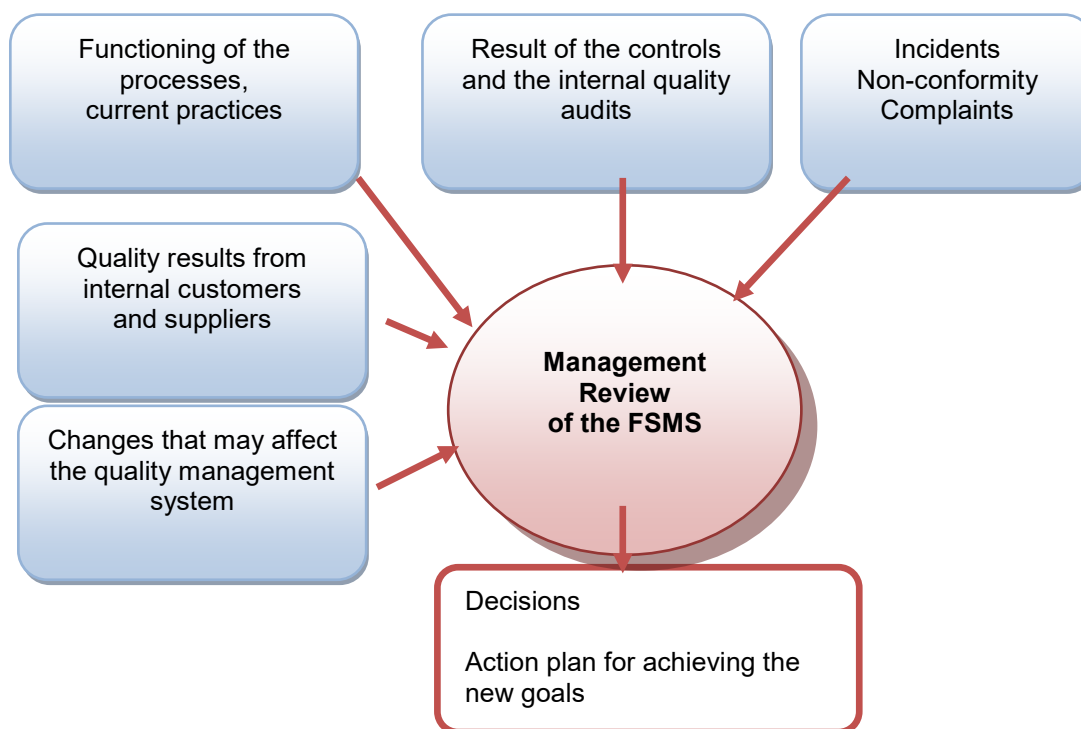 Functioning of the
processes,
current practices
Result of the controls
and the internal quality
audits
Incidents
Non-conformity
Complaints
Quality results from
internal customers
and suppliers
Changes that may affect
the quality management
system
Management
Review
of the FSMS
Decisions
Action plan for achieving the
new goals